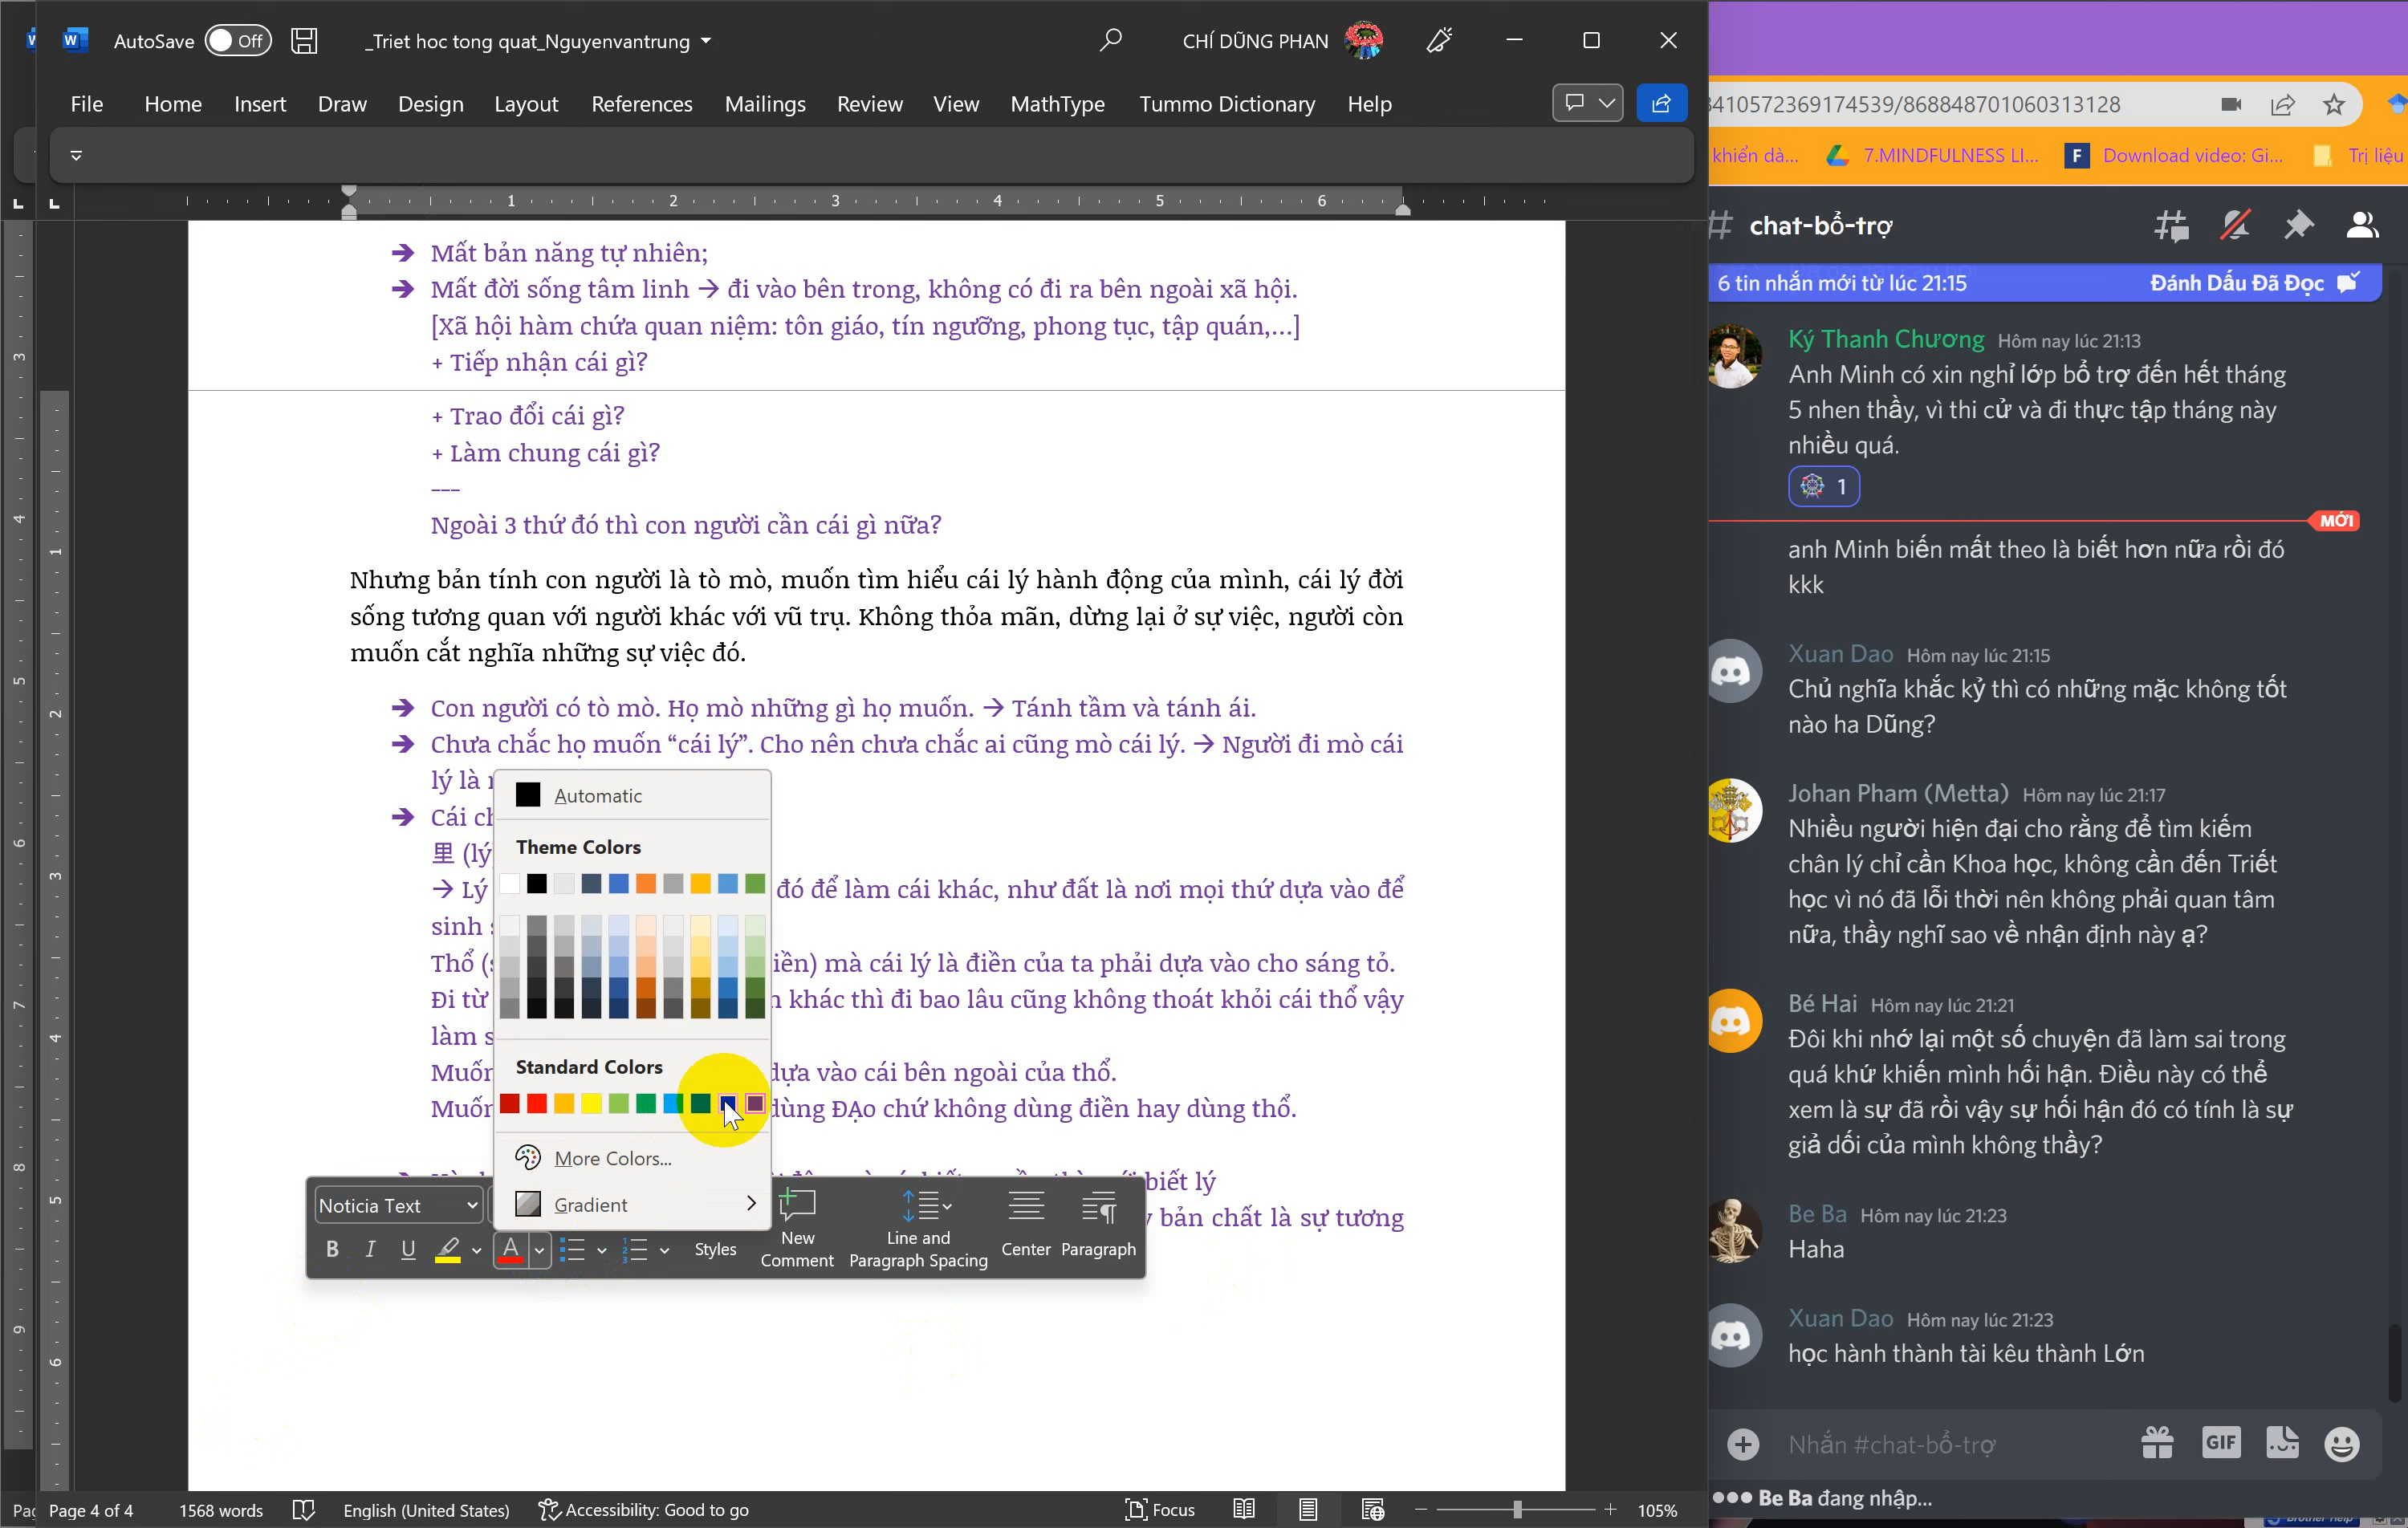 AutoSave Off _Triet hoc tong quat_Nguyenvantrung CHÍ DŨNG PHAN
File Home Insert Draw Design Layout References Mailings Review View MathType Tummo Dictionary Help
1 2 3 4 5 6
Mất bản năng tự nhiên;
Mất đời sống tâm linh → đi vào bên trong, không có đi ra bên ngoài xã hội.
[Xã hội hàm chứa quan niệm: tôn giáo, tín ngưỡng, phong tục, tập quán,...]
+ Tiếp nhận cái gì?
+ Trao đổi cái gì?
+ Làm chung cái gì?
---
Ngoài 3 thứ đó thì con người cần cái gì nữa?
Nhưng bản tính con người là tò mò, muốn tìm hiểu cái lý hành động của mình, cái lý đời
sống tương quan với người khác với vũ trụ. Không thỏa mãn, dừng lại ở sự việc, người còn
muốn cắt nghĩa những sự việc đó.
Con người có tò mò. Họ mò những gì họ muốn. → Tánh tầm và tánh ái.
Chưa chắc họ muốn “cái lý”. Cho nên chưa chắc ai cũng mò cái lý. → Người đi mò cái
lý là
Cái
里 (lý
→ Lý đó để làm cái khác, như đất là nơi mọi thứ dựa vào để
sinh
Thổ mà cái lý là điền của ta phải dựa vào cho sáng tỏ.
Đi từ khác thì đi bao lâu cũng không thoát khỏi cái thổ vậy
làm
Muốn dựa vào cái bên ngoài của thổ.
Muốn dùng ĐẠo chứ không dùng điền hay dùng thổ.
biết lý
bản chất là sự tương
Automatic
Theme Colors
Standard Colors
More Colors...
Gradient
Noticia Text
B I U A Styles
New
Comment
Line and
Paragraph Spacing
Center
Paragraph
Page 4 of 4 1568 words English (United States) Accessibility: Good to go Focus 105%
3410572369174539/868848701060313128
khiển dà... 7.MINDFULNESS LI... Download video: Gi... Trị liệu
# chat-bổ-trợ
6 tin nhắn mới từ lúc 21:15 Đánh Dấu Đã Đọc
Ký Thanh Chương Hôm nay lúc 21:13
Anh Minh có xin nghỉ lớp bổ trợ đến hết tháng
5 nhen thầy, vì thi cử và đi thực tập tháng này
nhiều quá.
1
MỚI
anh Minh biến mất theo là biết hơn nữa rồi đó
kkk
Xuan Dao Hôm nay lúc 21:15
Chủ nghĩa khắc kỷ thì có những mặc không tốt
nào ha Dũng?
Johan Pham (Metta) Hôm nay lúc 21:17
Nhiều người hiện đại cho rằng để tìm kiếm
chân lý chỉ cần Khoa học, không cần đến Triết
học vì nó đã lỗi thời nên không phải quan tâm
nữa, thầy nghĩ sao về nhận định này ạ?
Bé Hai Hôm nay lúc 21:21
Đôi khi nhớ lại một số chuyện đã làm sai trong
quá khứ khiến mình hối hận. Điều này có thể
xem là sự đã rồi vậy sự hối hận đó có tính là sự
giả dối của mình không thầy?
Be Ba Hôm nay lúc 21:23
Haha
Xuan Dao Hôm nay lúc 21:23
học hành thành tài kêu thành Lớn
Nhắn #chat-bổ-trợ GIF
Be Ba đang nhập...